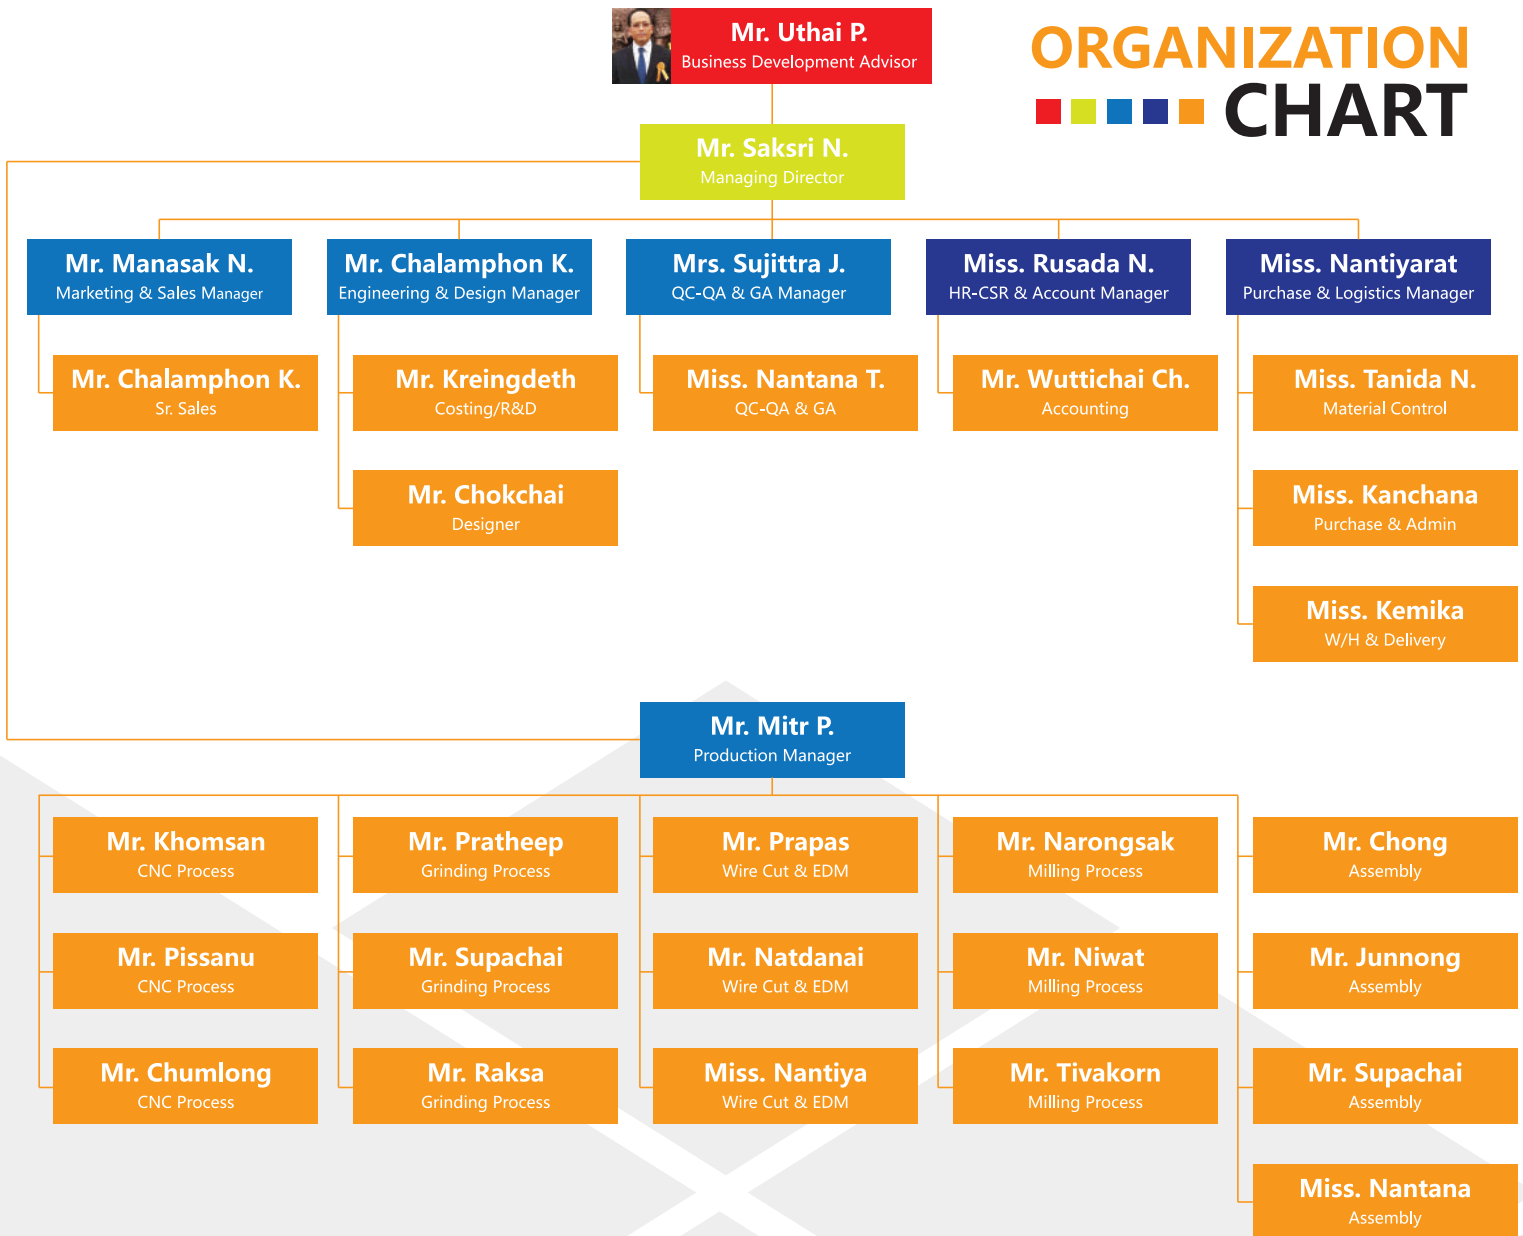 Mr. Uthai P.
Business Development Advisor
ORGANIZATION
CHART
Mr. Saksri N.
Managing Director
Mr. Manasak N.
Marketing & Sales Manager
Mr. Chalamphon K.
Engineering & Design Manager
Mrs. Sujittra J.
QC-QA & GA Manager
Miss. Rusada N.
HR-CSR & Account Manager
Miss. Nantiyarat
Purchase & Logistics Manager
Mr. Chalamphon K.
Sr. Sales
Mr. Kreingdeth
Costing/R&D
Miss. Nantana T.
QC-QA & GA
Mr. Wuttichai Ch.
Accounting
Miss. Tanida N.
Material Control
Mr. Chokchai
Designer
Miss. Kanchana
Purchase & Admin
Miss. Kemika
W/H & Delivery
Mr. Mitr P.
Production Manager
Mr. Khomsan
CNC Process
Mr. Pratheep
Grinding Process
Mr. Prapas
Wire Cut & EDM
Mr. Narongsak
Milling Process
Mr. Chong
Assembly
Mr. Pissanu
CNC Process
Mr. Supachai
Grinding Process
Mr. Natdanai
Wire Cut & EDM
Mr. Niwat
Milling Process
Mr. Junnong
Assembly
Mr. Chumlong
CNC Process
Mr. Raksa
Grinding Process
Miss. Nantiya
Wire Cut & EDM
Mr. Tivakorn
Milling Process
Mr. Supachai
Assembly
Miss. Nantana
Assembly